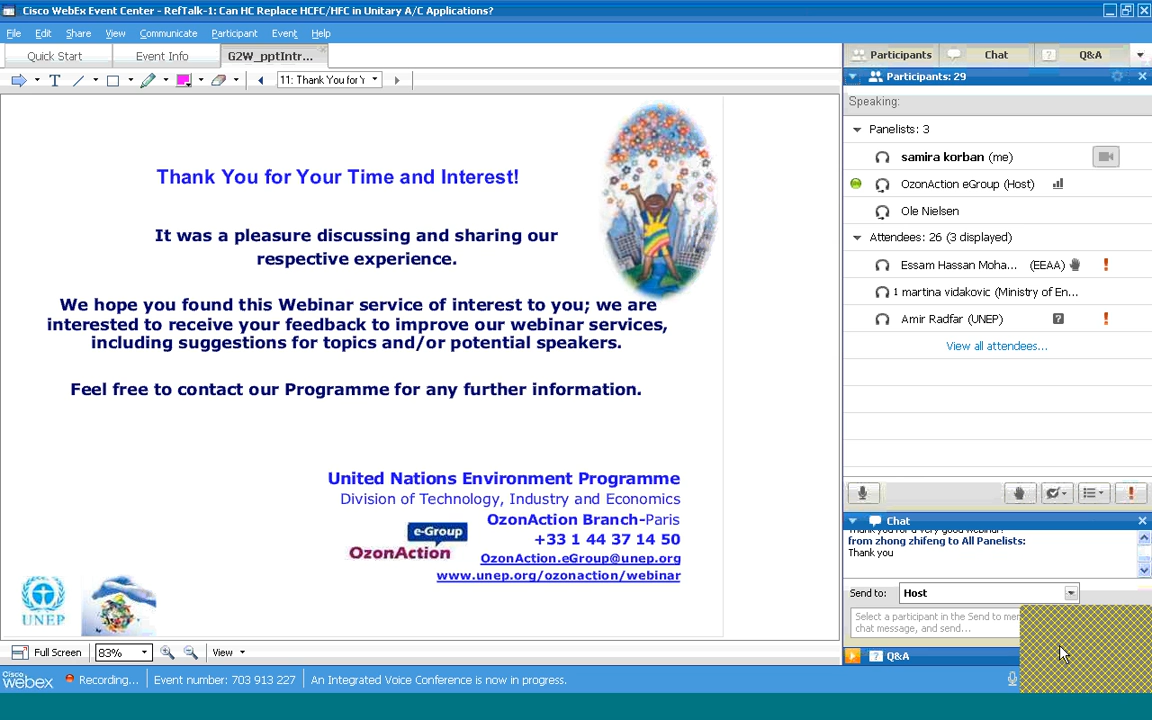 Cisco WebEx Event Center - RefTalk-1: Can HC Replace HCFC/HFC in Unitary A/C Applications?
File Edit Share View Communicate Participant Event Help
Quick Start Event Info G2W_pptIntr...
T 11: Thank You for Y
Thank You for Your Time and Interest!
It was a pleasure discussing and sharing our
respective experience.
We hope you found this Webinar service of interest to you; we are
interested to receive your feedback to improve our webinar services,
including suggestions for topics and/or potential speakers.
Feel free to contact our Programme for any further information.
United Nations Environment Programme
Division of Technology, Industry and Economics
OzonAction Branch-Paris
+33 1 44 37 14 50
OzonAction.eGroup@unep.org
www.unep.org/ozonaction/webinar
e-Group
OzonAction
UNEP
Full Screen 83% View
Participants Chat Q&A
Participants: 29
Speaking:
Panelists: 3
samira korban (me)
OzonAction eGroup (Host)
Ole Nielsen
Attendees: 26 (3 displayed)
Essam Hassan Moha... (EEAA)
1 martina vidakovic (Ministry of En...
Amir Radfar (UNEP)
View all attendees...
Chat
from zhong zhifeng to All Panelists:
Thank you
Send to: Host
Select a participant in the Send to
chat message, and send...
Q&A
Cisco webex Recording... Event number: 703 913 227 An Integrated Voice Conference is now in progress.